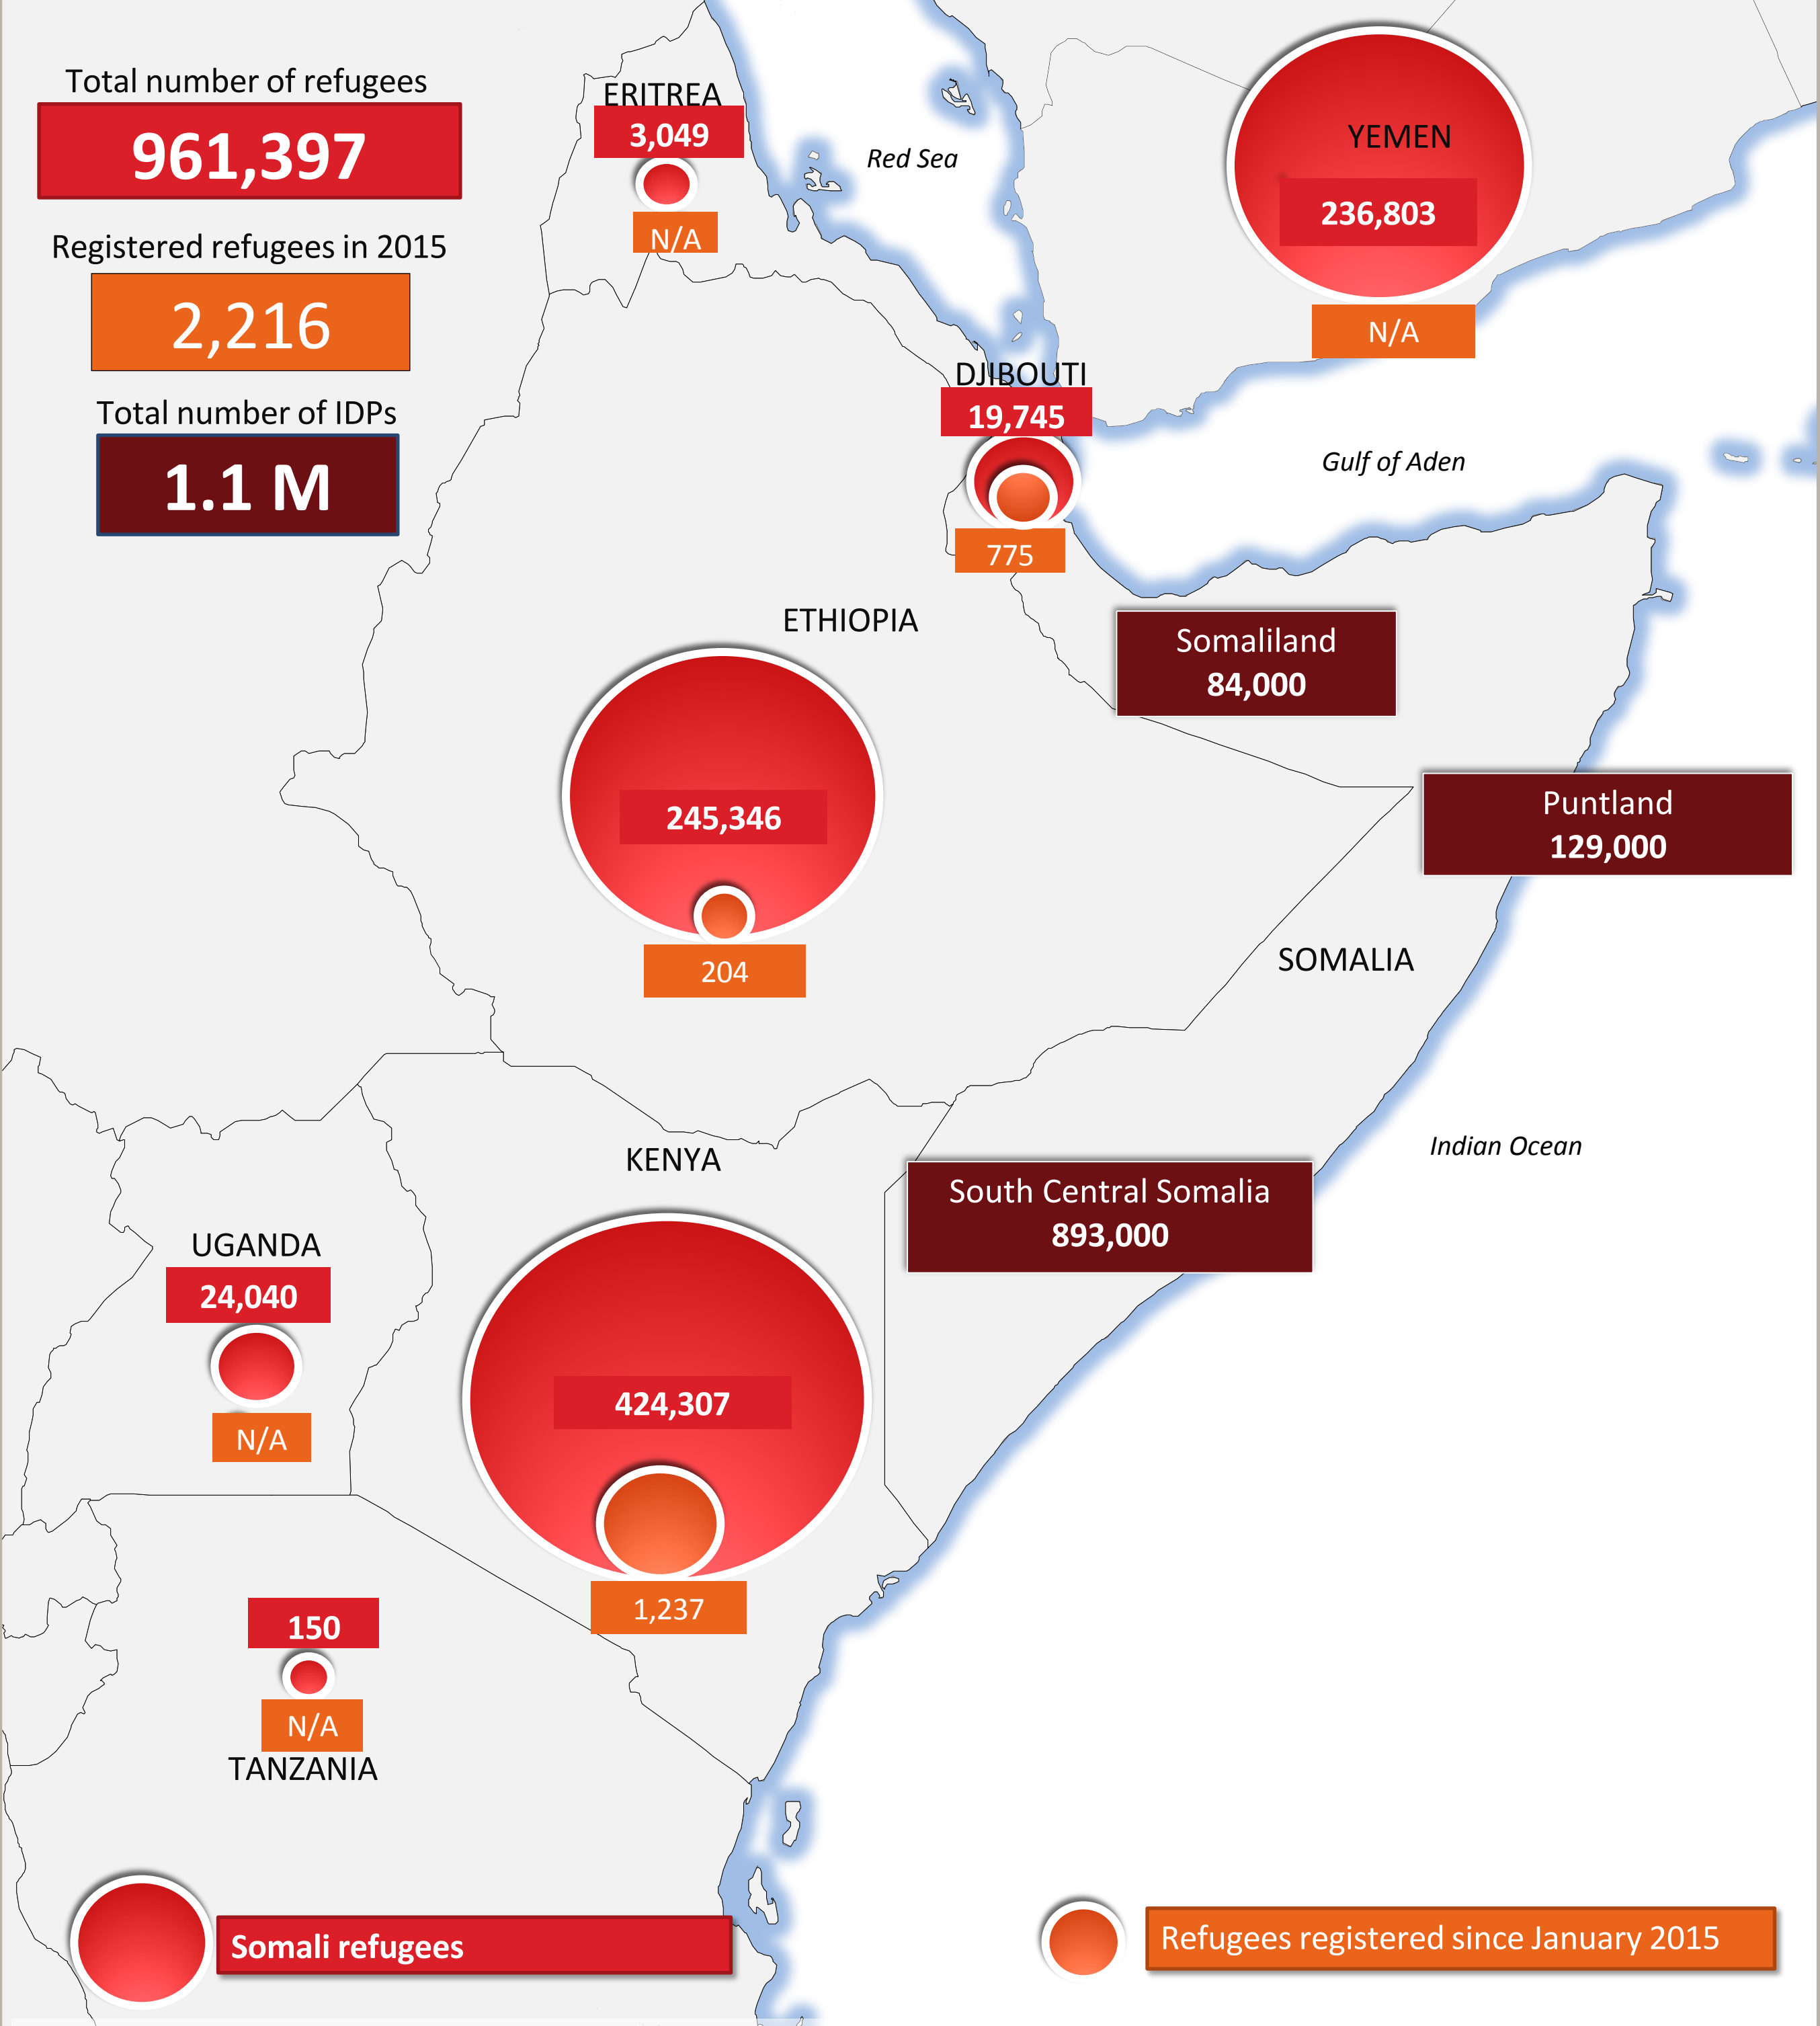 Total number of refugees
961,397
Registered refugees in 2015
2,216
Total number of IDPs
1.1 M
ERITREA
3,049
N/A
Red Sea
YEMEN
236,803
N/A
DJIBOUTI
19,745
775
Gulf of Aden
ETHIOPIA
245,346
204
Somaliland
84,000
Puntland
129,000
SOMALIA
Indian Ocean
KENYA
South Central Somalia
893,000
UGANDA
24,040
N/A
424,307
1,237
150
N/A
TANZANIA
Somali refugees
Refugees registered since January 2015